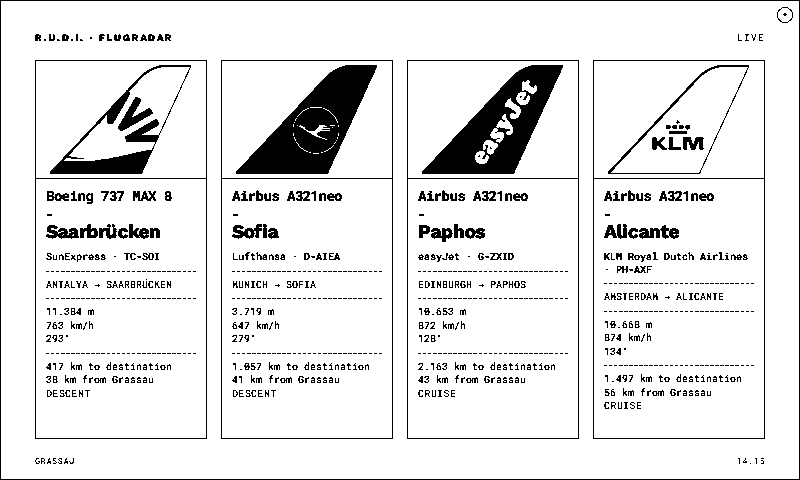 R.U.D.I. · FLUGRADAR
LIVE
Boeing 737 MAX 8
-
Saarbrücken
SunExpress · TC-SOI
ANTALYA → SAARBRÜCKEN
11.384 m
763 km/h
293°
417 km to destination
38 km from Grassau
DESCENT
Airbus A321neo
-
Sofia
Lufthansa · D-AIEA
MUNICH → SOFIA
3.719 m
647 km/h
279°
1.057 km to destination
41 km from Grassau
DESCENT
easyJet
Airbus A321neo
-
Paphos
easyJet · G-ZXID
EDINBURGH → PAPHOS
10.653 m
872 km/h
128°
2.163 km to destination
43 km from Grassau
CRUISE
KLM
Airbus A321neo
-
Alicante
KLM Royal Dutch Airlines
· PH-AXF
AMSTERDAM → ALICANTE
10.668 m
874 km/h
134°
1.497 km to destination
56 km from Grassau
CRUISE
GRASSAU
14.15